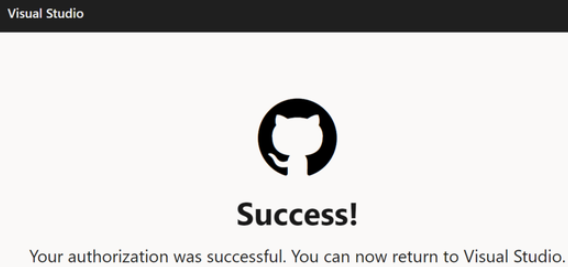 Visual Studio
Success!
Your authorization was successful. You can now return to Visual Studio.